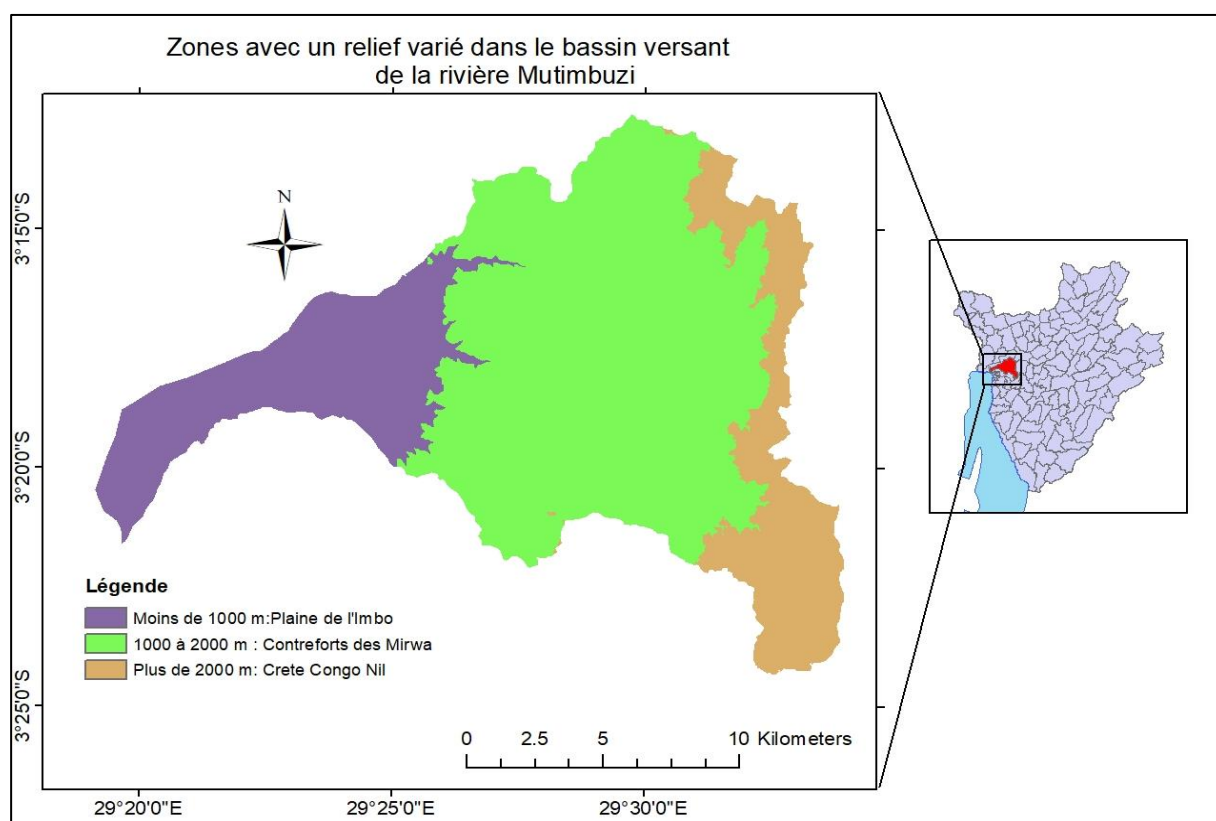 Zones avec un relief varié dans le bassin versant
de la rivière Mutimbuzi
N
3°15'0"S
3°20'0"S
3°25'0"S
Légende
Moins de 1000 m:Plaine de l'Imbo
1000 à 2000 m : Contreforts des Mirwa
Plus de 2000 m: Crete Congo Nil
0 2.5 5 10 Kilometers
29°20'0"E 29°25'0"E 29°30'0"E